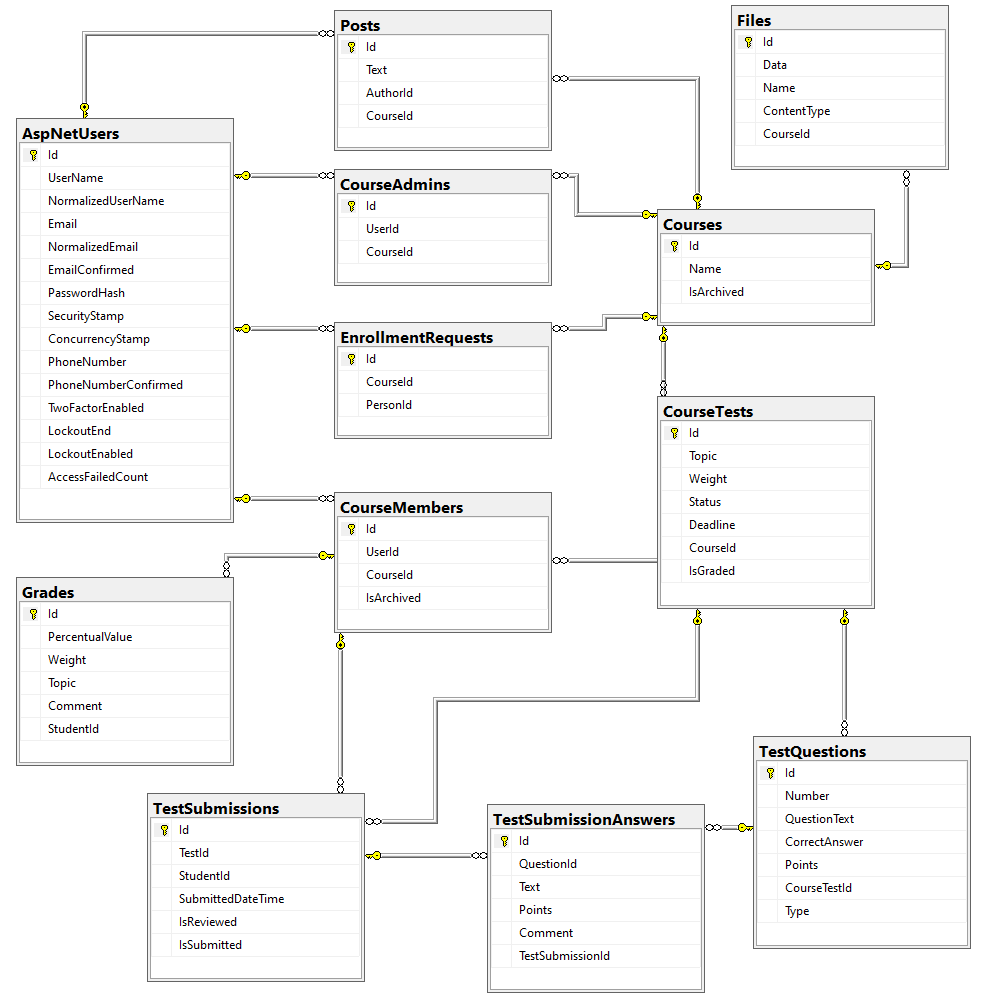 Posts
Id
Text
AuthorId
CourseId
Files
Id
Data
Name
ContentType
CourseId
AspNetUsers
Id
UserName
NormalizedUserName
Email
NormalizedEmail
EmailConfirmed
PasswordHash
SecurityStamp
ConcurrencyStamp
PhoneNumber
PhoneNumberConfirmed
TwoFactorEnabled
LockoutEnd
LockoutEnabled
AccessFailedCount
CourseAdmins
Id
UserId
CourseId
Courses
Id
Name
IsArchived
EnrollmentRequests
Id
CourseId
PersonId
CourseTests
Id
Topic
Weight
Status
Deadline
CourseId
IsGraded
CourseMembers
Id
UserId
CourseId
IsArchived
Grades
Id
PercentualValue
Weight
Topic
Comment
StudentId
TestQuestions
Id
Number
QuestionText
CorrectAnswer
Points
CourseTestId
Type
TestSubmissions
Id
TestId
StudentId
SubmittedDateTime
IsReviewed
IsSubmitted
TestSubmissionAnswers
Id
QuestionId
Text
Points
Comment
TestSubmissionId